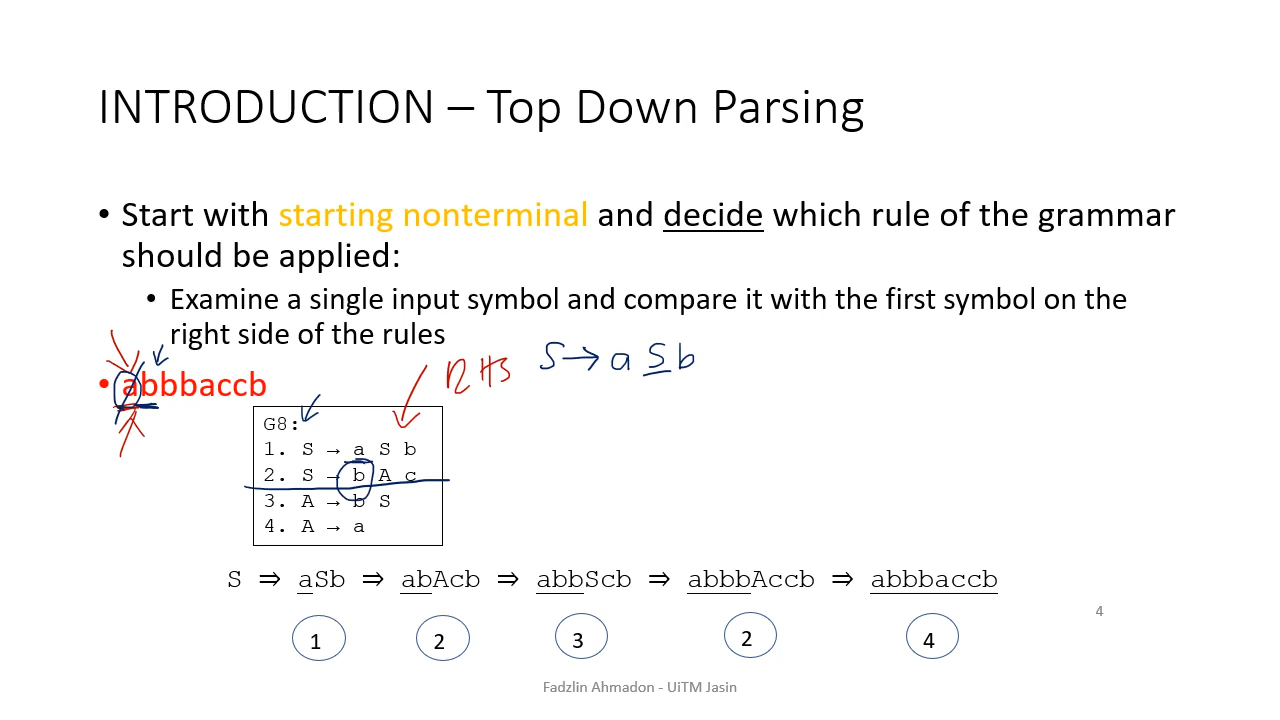 INTRODUCTION – Top Down Parsing
• Start with starting nonterminal and decide which rule of the grammar
should be applied:
• Examine a single input symbol and compare it with the first symbol on the
right side of the rules
S → a S b
RHS
• abbbaccb
G8:
1. S → a S b
2. S → b A c
3. A → b S
4. A → a
S ⇒ aSb ⇒ abAcb ⇒ abbScb ⇒ abbbAccb ⇒ abbbaccb
1 2 3 2 4
4
Fadzlin Ahmadon - UiTM Jasin